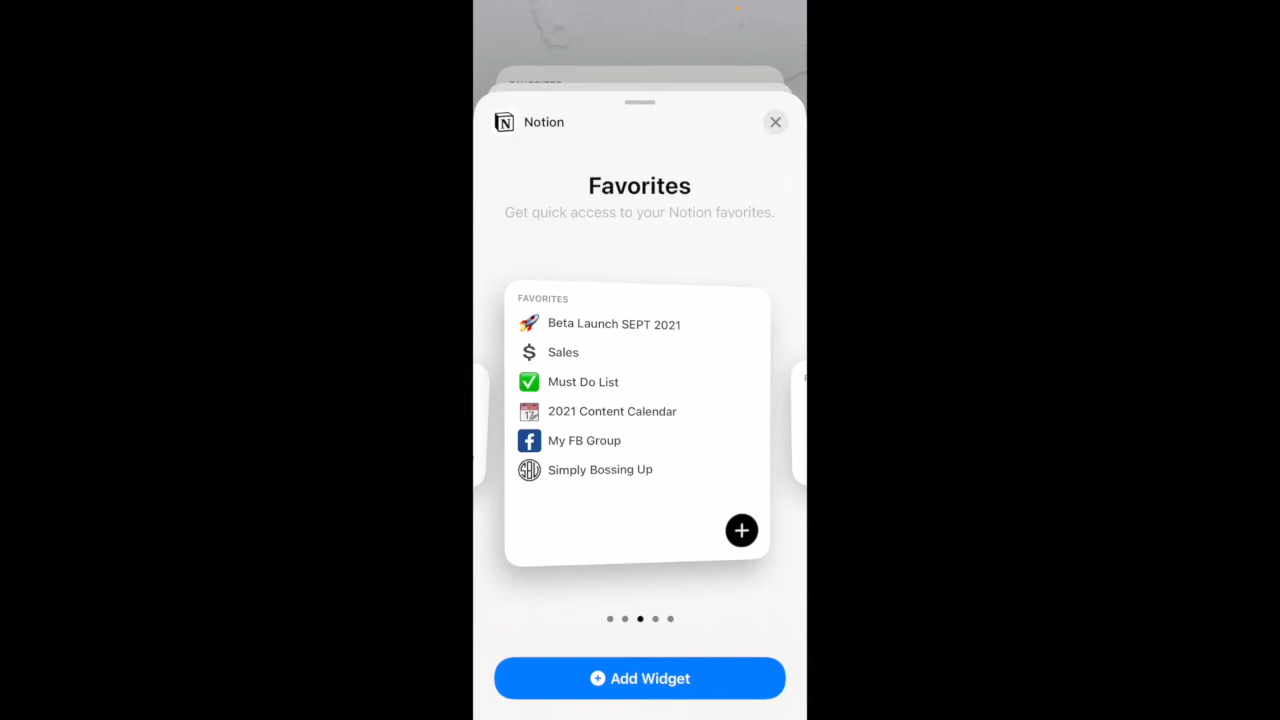 FAVORITES
Notion
Favorites
Get quick access to your Notion favorites.
FAVORITES
Beta Launch SEPT 2021
Sales
Must Do List
2021 Content Calendar
My FB Group
Simply Bossing Up
Add Widget